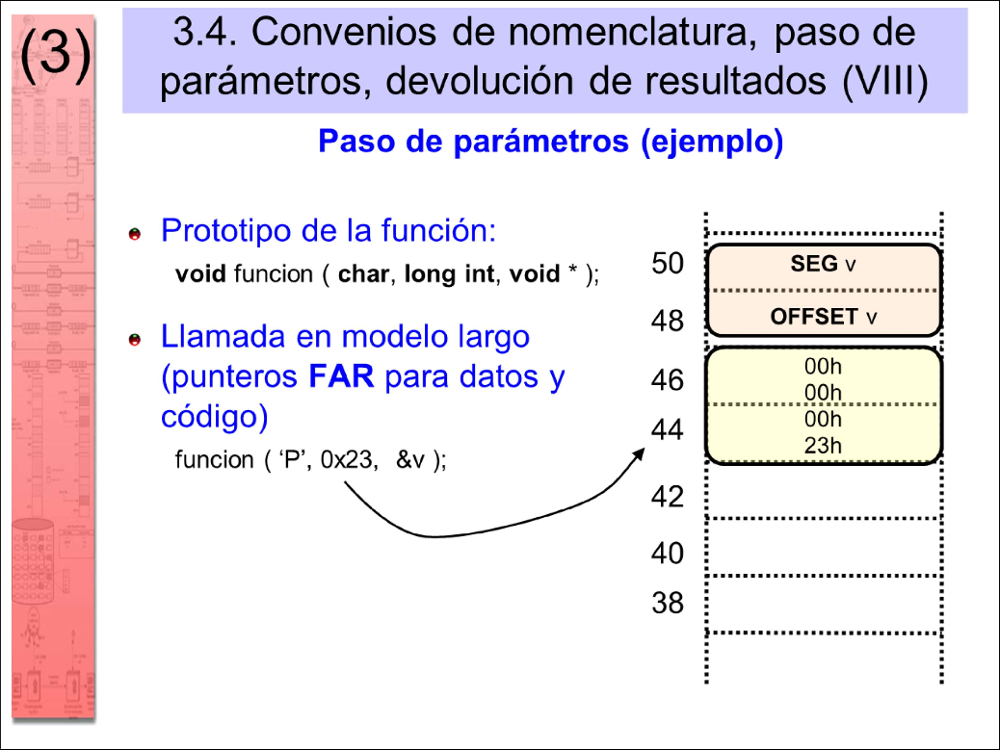 (3)
3.4. Convenios de nomenclatura, paso de
parámetros, devolución de resultados (VIII)
Paso de parámetros (ejemplo)
Prototipo de la función:
void funcion ( char, long int, void * );
Llamada en modelo largo
(punteros FAR para datos y
código)
funcion ( ‘P’, 0x23, &v );
50
SEG v
48
OFFSET v
46
00h
00h
44
00h
23h
42
40
38